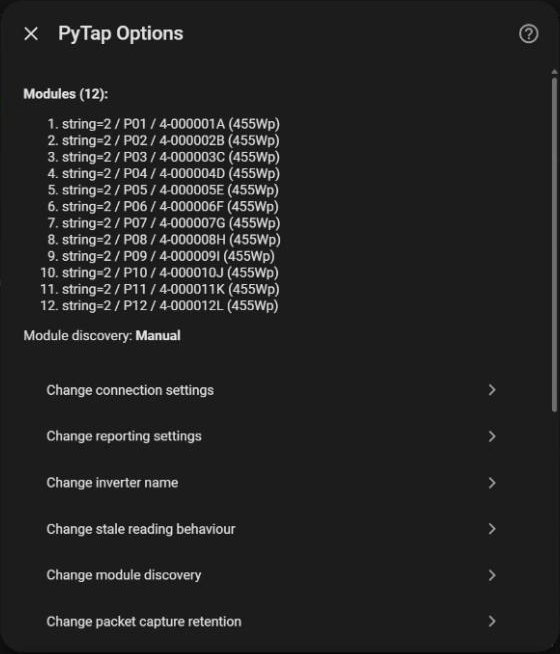 PyTap Options
Modules (12):
1. string=2 / P01 / 4-000001A (455Wp)
2. string=2 / P02 / 4-000002B (455Wp)
3. string=2 / P03 / 4-000003C (455Wp)
4. string=2 / P04 / 4-000004D (455Wp)
5. string=2 / P05 / 4-000005E (455Wp)
6. string=2 / P06 / 4-000006F (455Wp)
7. string=2 / P07 / 4-000007G (455Wp)
8. string=2 / P08 / 4-000008H (455Wp)
9. string=2 / P09 / 4-000009I (455Wp)
10. string=2 / P10 / 4-000010J (455Wp)
11. string=2 / P11 / 4-000011K (455Wp)
12. string=2 / P12 / 4-000012L (455Wp)
Module discovery: Manual
Change connection settings
Change reporting settings
Change inverter name
Change stale reading behaviour
Change module discovery
Change packet capture retention